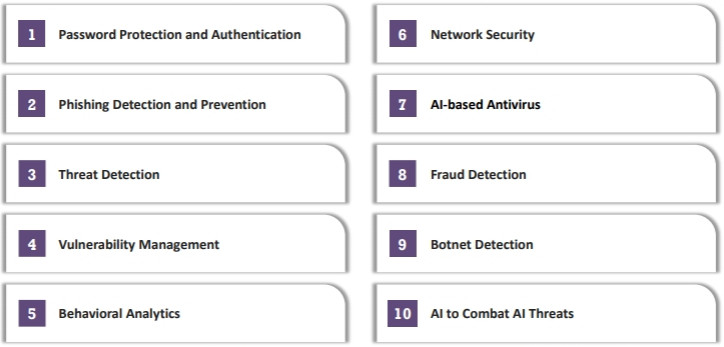 1 Password Protection and Authentication
2 Phishing Detection and Prevention
3 Threat Detection
4 Vulnerability Management
5 Behavioral Analytics
6 Network Security
7 AI-based Antivirus
8 Fraud Detection
9 Botnet Detection
10 AI to Combat AI Threats